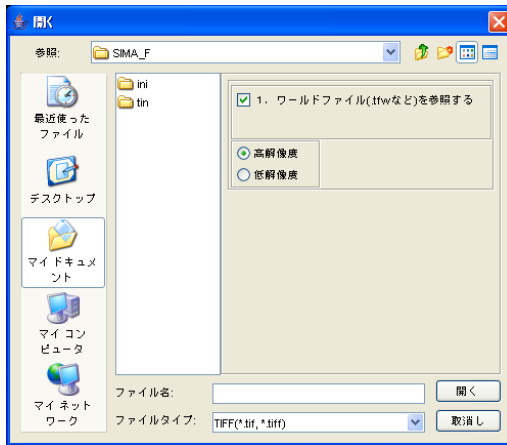 開く
参照:
SIMA_F
最近使った
ファイル
デスクトップ
マイ ドキュメ
ント
マイ コン
ピュータ
マイ ネット
ワーク
ini
tin
1. ワールドファイル(.tfwなど)を参照する
高解像度
低解像度
ファイル名:
開く
ファイルタイプ:
TIFF(*.tif, *.tiff)
取消し